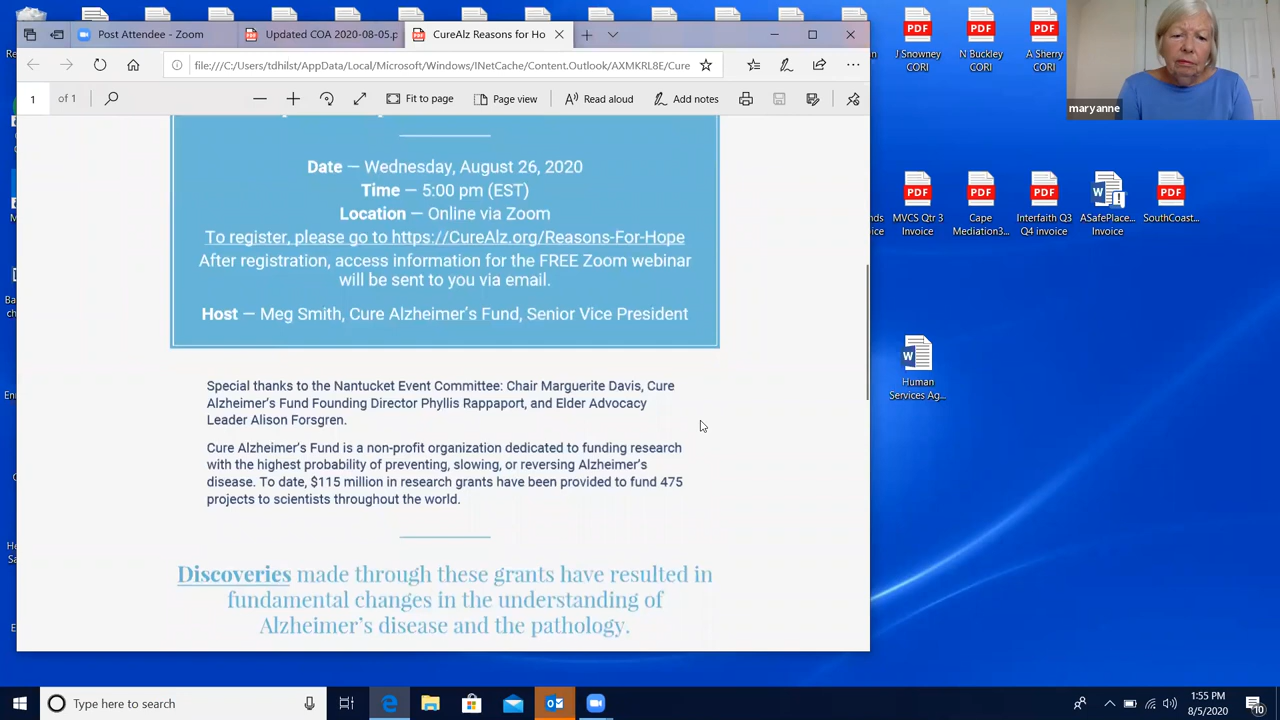 Post Attendee - Zoom
Updated COA 2020-08-05.p
CureAlz Reasons for Ho
file:///C:/Users/tdhilst/AppData/Local/Microsoft/Windows/INetCache/Content.Outlook/AXMKRL8E/Cure
1 of 1
Fit to page
Page view
Read aloud
Add notes
Date — Wednesday, August 26, 2020
Time — 5:00 pm (EST)
Location — Online via Zoom
To register, please go to https://CureAlz.org/Reasons-For-Hope
After registration, access information for the FREE Zoom webinar
will be sent to you via email.
Host — Meg Smith, Cure Alzheimer's Fund, Senior Vice President
Special thanks to the Nantucket Event Committee: Chair Marguerite Davis, Cure
Alzheimer's Fund Founding Director Phyllis Rappaport, and Elder Advocacy
Leader Alison Forsgren.
Cure Alzheimer's Fund is a non-profit organization dedicated to funding research
with the highest probability of preventing, slowing, or reversing Alzheimer's
disease. To date, $115 million in research grants have been provided to fund 475
projects to scientists throughout the world.
Discoveries made through these grants have resulted in
fundamental changes in the understanding of
Alzheimer's disease and the pathology.
PDF
J Snowney
CORI
PDF
N Buckley
CORI
PDF
A Sherry
CORI
maryanne
PDF
MVCS Qtr 3
Invoice
PDF
Cape
Mediation3...
PDF
Interfaith Q3
Q4 invoice
W
ASafePlace...
Invoice
PDF
SouthCoast...
W
Human
Services Ag...
Type here to search
1:55 PM
8/5/2020
10